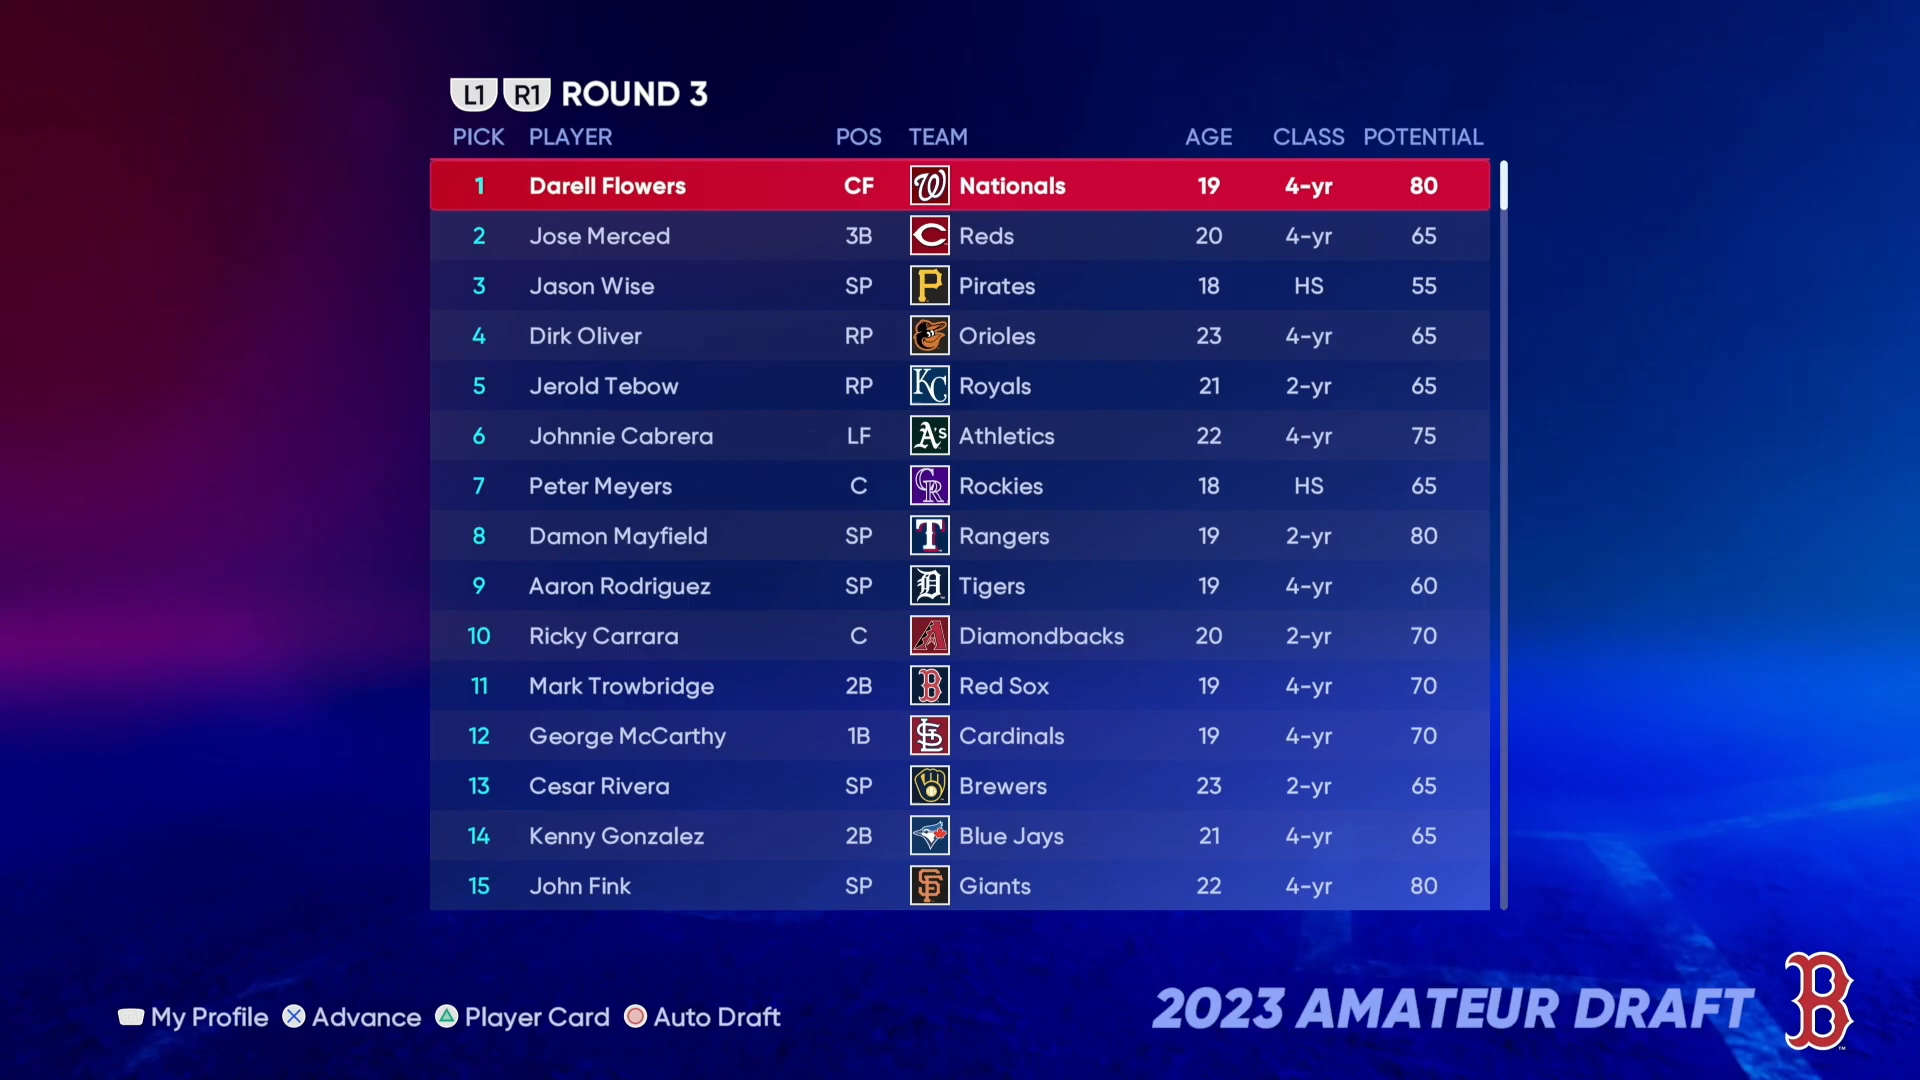 L1 R1 ROUND 3
PICK PLAYER POS TEAM AGE CLASS POTENTIAL
1 Darell Flowers CF W Nationals 19 4-yr 80
2 Jose Merced 3B C Reds 20 4-yr 65
3 Jason Wise SP P Pirates 18 HS 55
4 Dirk Oliver RP Orioles 23 4-yr 65
5 Jerold Tebow RP KC Royals 21 2-yr 65
6 Johnnie Cabrera LF A's Athletics 22 4-yr 75
7 Peter Meyers C CR Rockies 18 HS 65
8 Damon Mayfield SP T Rangers 19 2-yr 80
9 Aaron Rodriguez SP D Tigers 19 4-yr 60
10 Ricky Carrara C A Diamondbacks 20 2-yr 70
11 Mark Trowbridge 2B B Red Sox 19 4-yr 70
12 George McCarthy 1B STL Cardinals 19 4-yr 70
13 Cesar Rivera SP Brewers 23 2-yr 65
14 Kenny Gonzalez 2B Blue Jays 21 4-yr 65
15 John Fink SP SF Giants 22 4-yr 80
2023 AMATEUR DRAFT B™
My Profile Advance Player Card Auto Draft